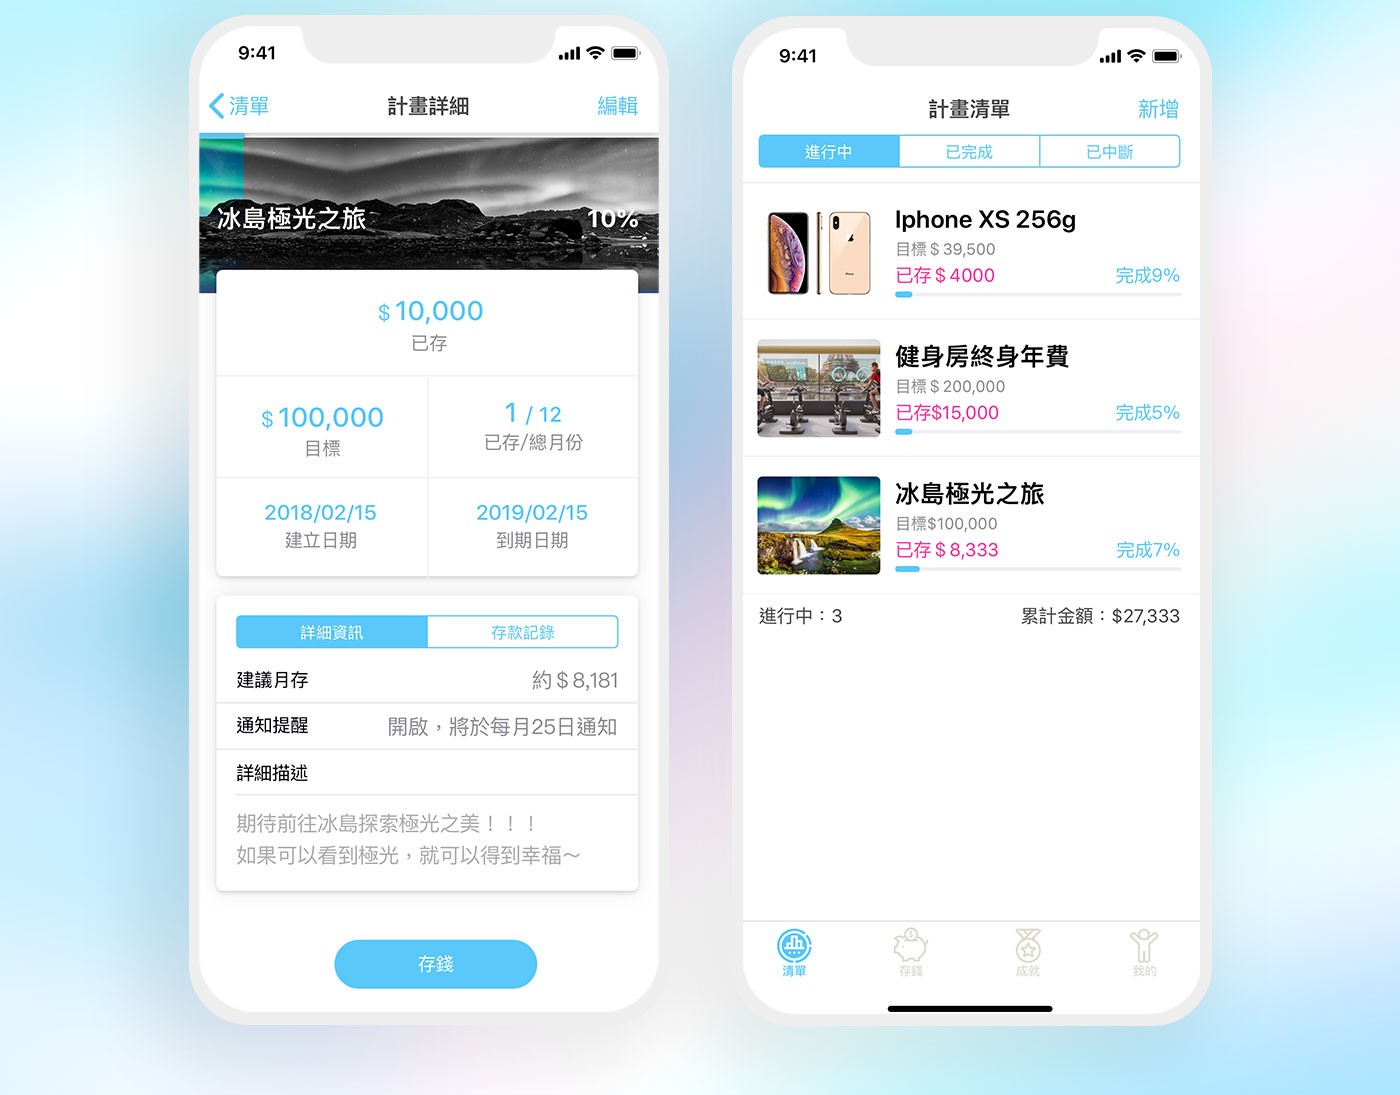 9:41
清單
計畫詳細
編輯
冰島極光之旅
10%
$ 10,000
已存
$ 100,000
目標
1 / 12
已存/總月份
2018/02/15
建立日期
2019/02/15
到期日期
詳細資訊
存款記錄
建議月存
約 $ 8,181
通知提醒
開啟，將於每月25日通知
詳細描述
期待前往冰島探索極光之美！！！
如果可以看到極光，就可以得到幸福～
存錢
9:41
計畫清單
新增
進行中
已完成
已中斷
Iphone XS 256g
目標 $ 39,500
已存 $ 4000
完成9%
健身房終身年費
目標 $ 200,000
已存$15,000
完成5%
冰島極光之旅
目標$100,000
已存 $ 8,333
完成7%
進行中：3
累計金額：$27,333
清單
存錢
成就
我的